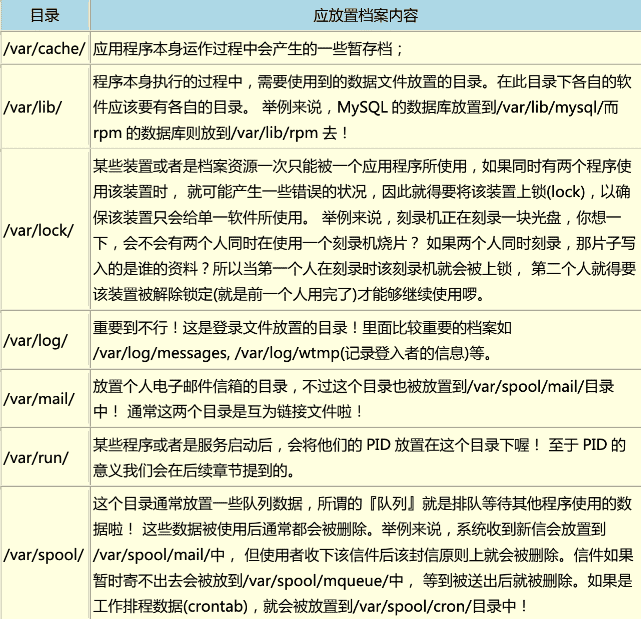 目录 应放置档案内容
/var/cache/ 应用程序本身运作过程中会产生的一些暂存档；
/var/lib/ 程序本身执行的过程中，需要使用到的数据文件放置的目录。在此目录下各自的软
件应该要有各自的目录。 举例来说，MySQL 的数据库放置到/var/lib/mysql/而
rpm 的数据库则放到/var/lib/rpm 去！
/var/lock/ 某些装置或者是档案资源一次只能被一个应用程序所使用，如果同时有两个程序使
用该装置时， 就可能产生一些错误的状况，因此就得要将该装置上锁(lock)，以确
保该装置只会给单一软件所使用。 举例来说，刻录机正在刻录一块光盘，你想一
下，会不会有两个人同时在使用一个刻录机烧片？ 如果两个人同时刻录，那片子写
入的是谁的资料？所以当第一个人在刻录时该刻录机就会被上锁， 第二个人就得要
该装置被解除锁定(就是前一个人用完了)才能够继续使用啰。
/var/log/ 重要到不行！这是登录文件放置的目录！里面比较重要的档案如
/var/log/messages, /var/log/wtmp(记录登入者的信息)等。
/var/mail/ 放置个人电子邮件信箱的目录，不过这个目录也被放置到/var/spool/mail/目录
中！ 通常这两个目录是互为链接文件啦！
/var/run/ 某些程序或者是服务启动后，会将他们的 PID 放置在这个目录下喔！ 至于 PID 的
意义我们会在后续章节提到的。
/var/spool/ 这个目录通常放置一些队列数据，所谓的『队列』就是排队等待其他程序使用的数
据啦！ 这些数据被使用后通常都会被删除。举例来说，系统收到新信会放置到
/var/spool/mail/中， 但使用者收下该信件后该封信原则上就会被删除。信件如果
暂时寄不出去会被放到/var/spool/mqueue/中， 等到被送出后就被删除。如果是
工作排程数据(crontab)，就会被放置到/var/spool/cron/目录中！